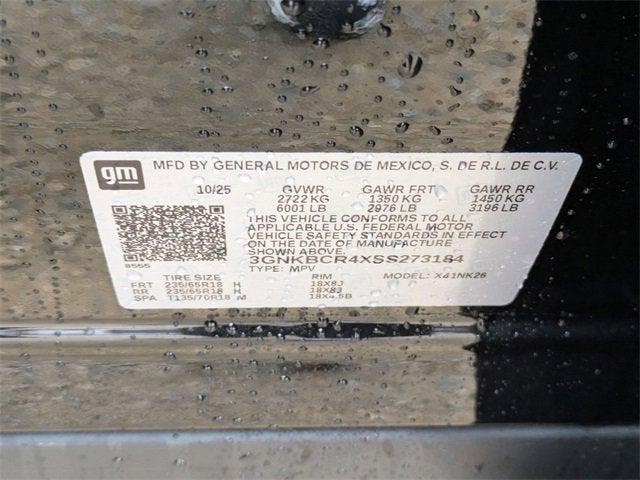 gm
MFD BY GENERAL MOTORS DE MEXICO, S. DE R.L. DE C.V.
10/25 GVWR GAWR FRT GAWR RR
2722 KG 1350 KG 1450 KG
6001 LB 2976 LB 3196 LB
THIS VEHICLE CONFORMS TO ALL
APPLICABLE U.S. FEDERAL MOTOR
VEHICLE SAFETY STANDARDS IN EFFECT
ON THE DATE OF MANUFACTURE
SHOWN ABOVE.
3GNKBCR4XSS273184
8555 TYPE: MPV MODEL: X41NK26
TIRE SIZE RIM
FRT 235/65R18 H 18X8J
RR 235/65R18 H 18X8J
SPA T135/70R18 M 18X4.5B